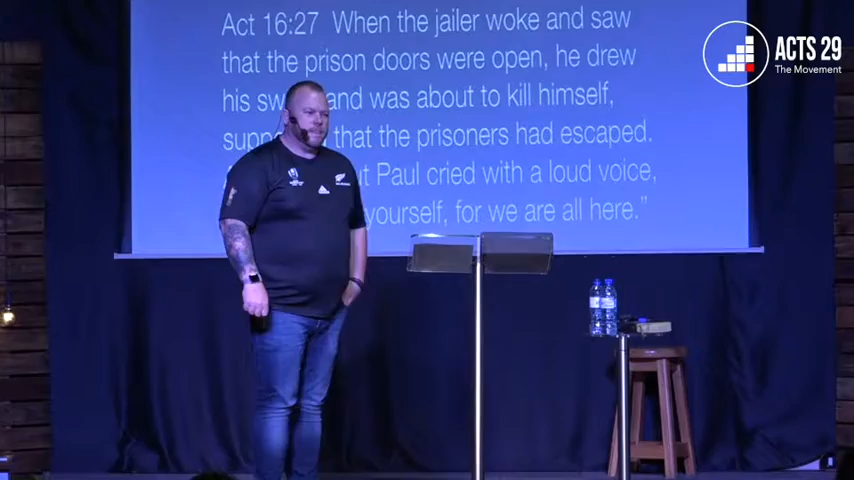 Act 16:27 When the jailer woke and saw
that the prison doors were open, he drew
his and was about to kill himself,
that the prisoners had escaped.
Paul cried with a loud voice,
yourself, for we are all here."
ACTS 29
The Movement